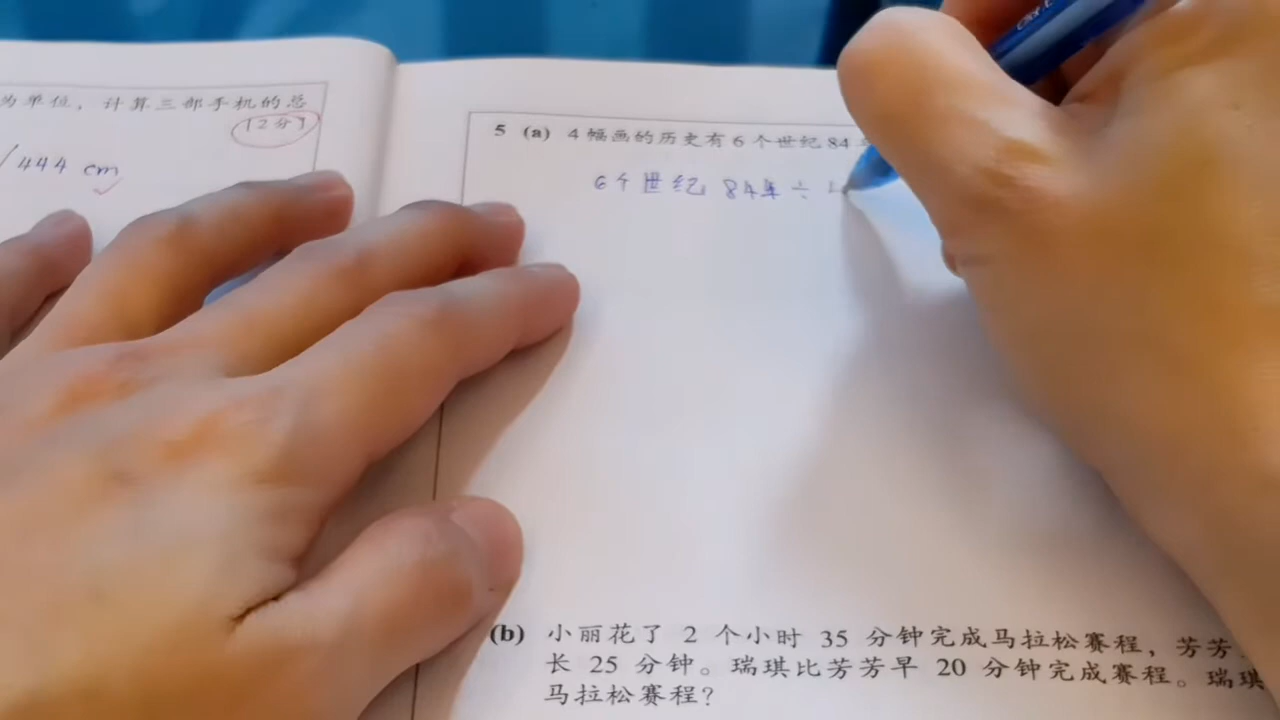 为单位，计算三部手机的总
[2分]
444 cm
5 (a) 4幅画的历史有6个世纪84
6个世纪 84年÷
(b) 小丽花了 2 个小时 35 分钟完成马拉松赛程，芳芳
长 25 分钟。瑞琪比芳芳早 20 分钟完成赛程。瑞琪
马拉松赛程？